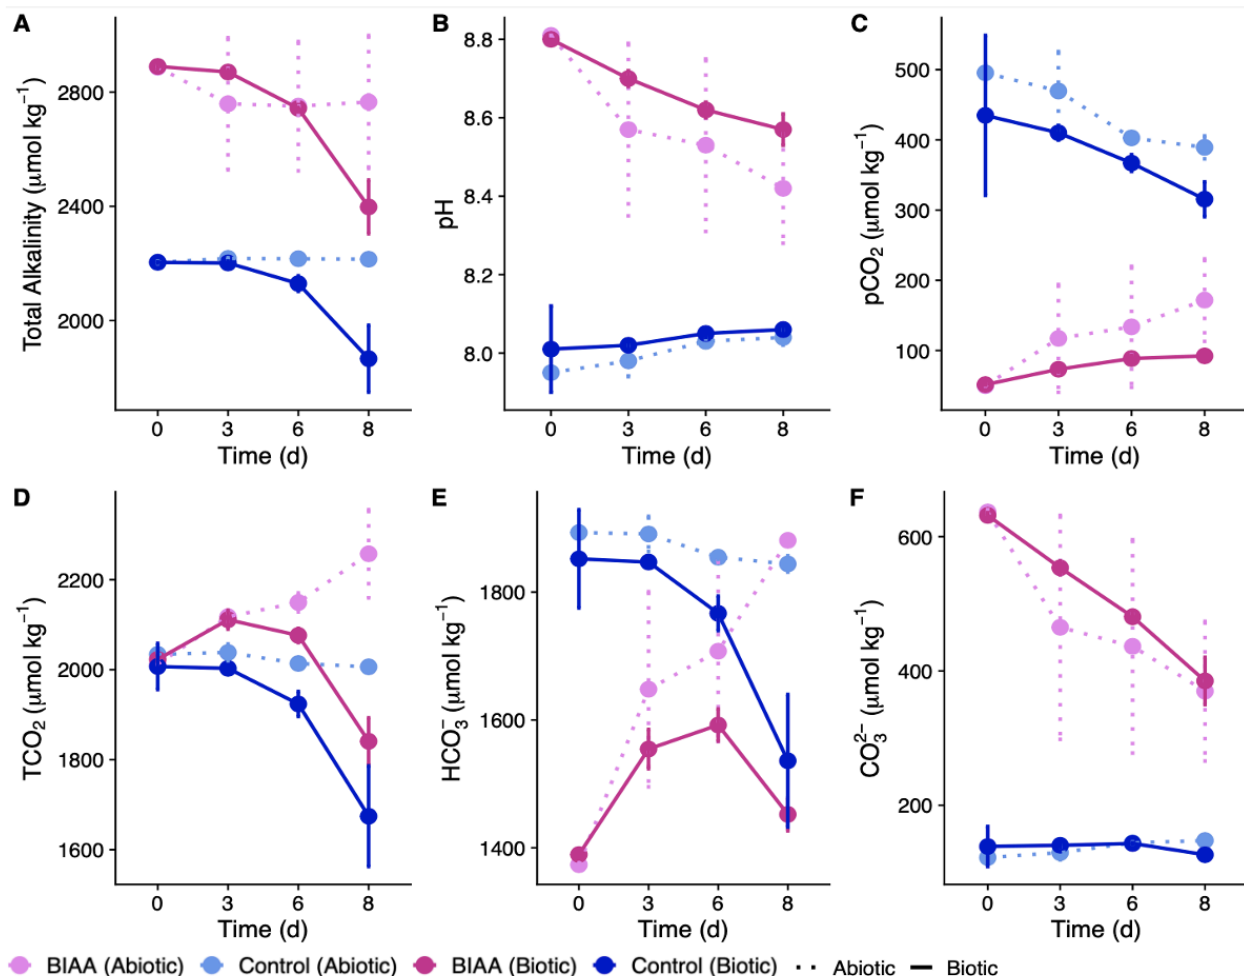 A
Total Alkalinity (μmol kg⁻¹)
2800
2400
2000
0 3 6 8
Time (d)
B
pH
8.8
8.6
8.4
8.2
8.0
0 3 6 8
Time (d)
C
pCO₂ (μmol kg⁻¹)
500
400
300
200
100
0 3 6 8
Time (d)
D
TCO₂ (μmol kg⁻¹)
2200
2000
1800
1600
0 3 6 8
Time (d)
E
HCO₃⁻ (μmol kg⁻¹)
1800
1600
1400
0 3 6 8
Time (d)
F
CO₃²⁻ (μmol kg⁻¹)
600
400
200
0 3 6 8
Time (d)
BIAA (Abiotic) Control (Abiotic) BIAA (Biotic) Control (Biotic) Abiotic Biotic